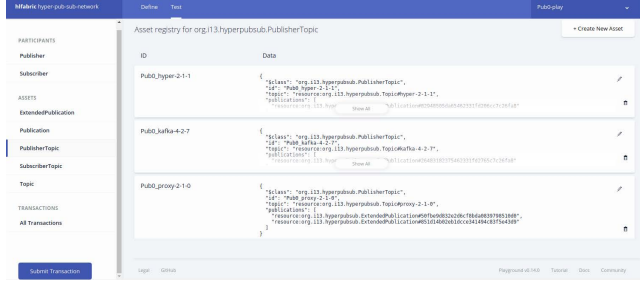 hlfabric hyper-pub-sub-network
Define
Test
Pub0-play
PARTICIPANTS
Publisher
Subscriber
ASSETS
ExtendedPublication
Publication
PublisherTopic
SubscriberTopic
Topic
TRANSACTIONS
All Transactions
Submit Transaction
Asset registry for org.i13.hyperpubsub.PublisherTopic
+ Create New Asset
ID
Data
Pub0_hyper-2-1-1
{
"$class": "org.i13.hyperpubsub.PublisherTopic",
"id": "Pub0_hyper-2-1-1",
"topic": "resource:org.i13.hyperpubsub.Topic#hyper-2-1-1",
"publications": [
Show All
Pub0_kafka-4-2-7
{
"$class": "org.i13.hyperpubsub.PublisherTopic",
"id": "Pub0_kafka-4-2-7",
"topic": "resource:org.i13.hyperpubsub.Topic#kafka-4-2-7",
"publications": [
Show All
Pub0_proxy-2-1-0
{
"$class": "org.i13.hyperpubsub.PublisherTopic",
"id": "Pub0_proxy-2-1-0",
"topic": "resource:org.i13.hyperpubsub.Topic#proxy-2-1-0",
"publications": [
]
}
Legal
GitHub
Tutorial
Docs
Community